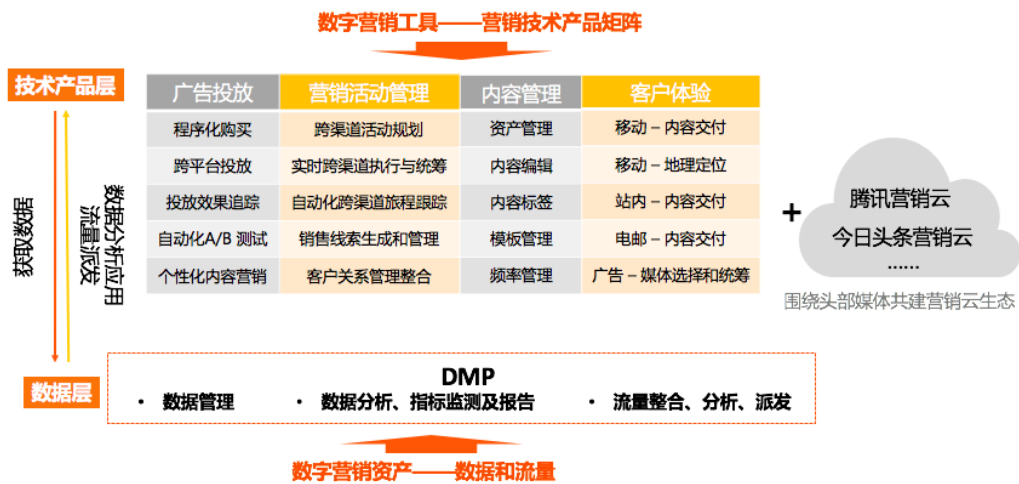 数字营销工具——营销技术产品矩阵
技术产品层
广告投放 营销活动管理 内容管理 客户体验
程序化购买 跨渠道活动规划 资产管理 移动 – 内容交付
跨平台投放 实时跨渠道执行与统筹 内容编辑 移动 – 地理定位
投放效果追踪 自动化跨渠道旅程跟踪 内容标签 站内 – 内容交付
自动化A/B 测试 销售线索生成和管理 模板管理 电邮 – 内容交付
个性化内容营销 客户关系管理整合 频率管理 广告 – 媒体选择和统筹
获取数据
数据分析应用
流量派发
+
腾讯营销云
今日头条营销云
……
围绕头部媒体共建营销云生态
数据层
DMP
• 数据管理 • 数据分析、指标监测及报告 • 流量整合、分析、派发
数字营销资产——数据和流量